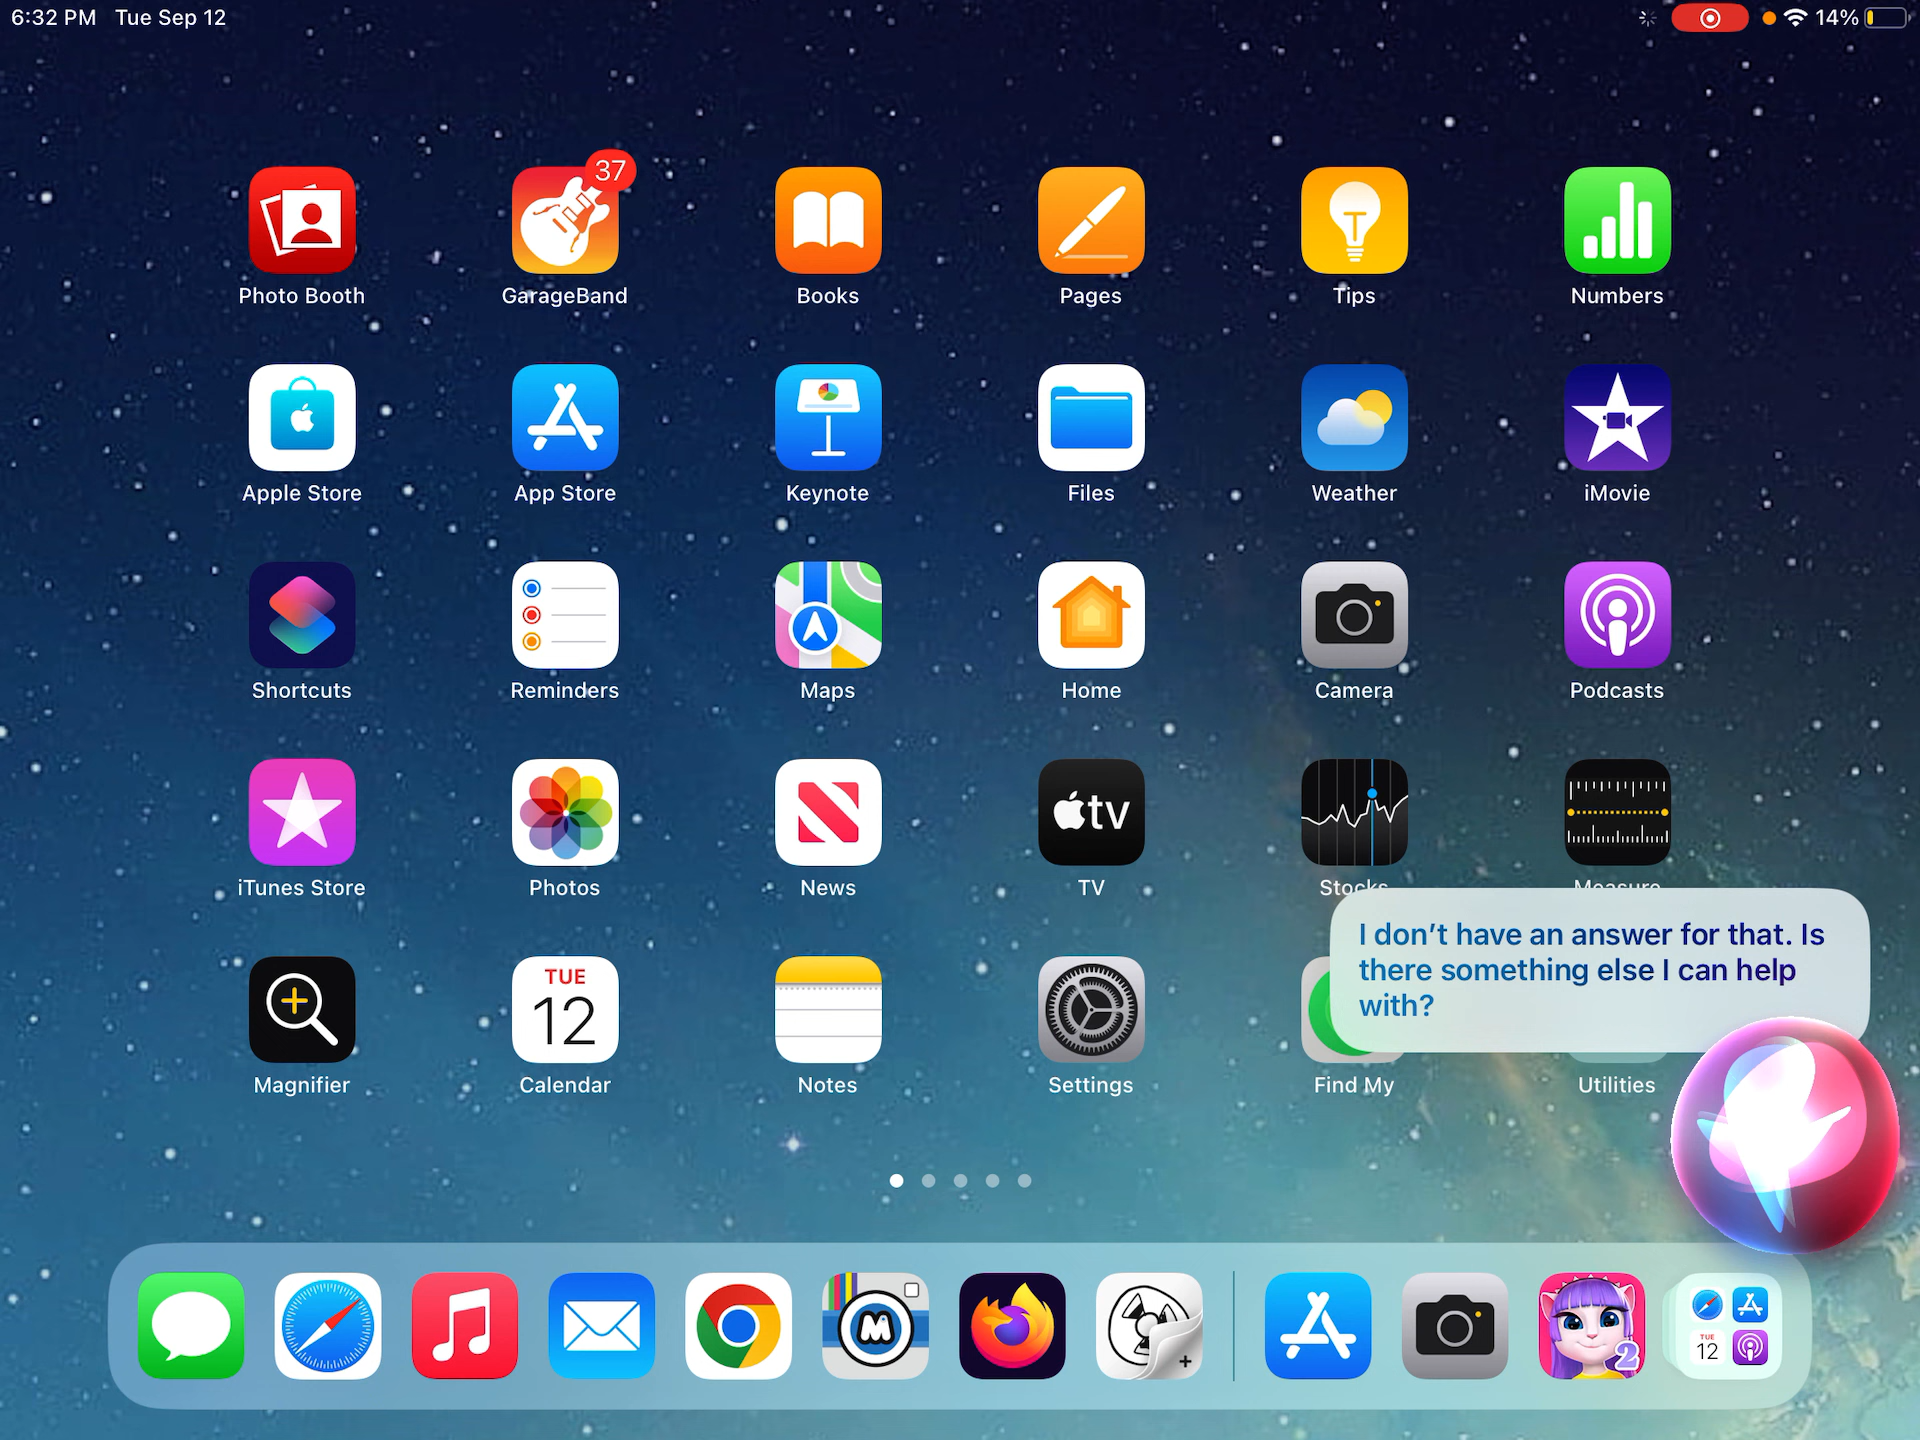 6:32 PM Tue Sep 12
14%
37
Photo Booth
GarageBand
Books
Pages
Tips
Numbers
Apple Store
App Store
Keynote
Files
Weather
iMovie
Shortcuts
Reminders
Maps
Home
Camera
Podcasts
tv
iTunes Store
Photos
News
TV
Stocks
Measure
I don’t have an answer for that. Is
there something else I can help
with?
TUE
12
Magnifier
Calendar
Notes
Settings
Find My
Utilities
M
2
TUE
12